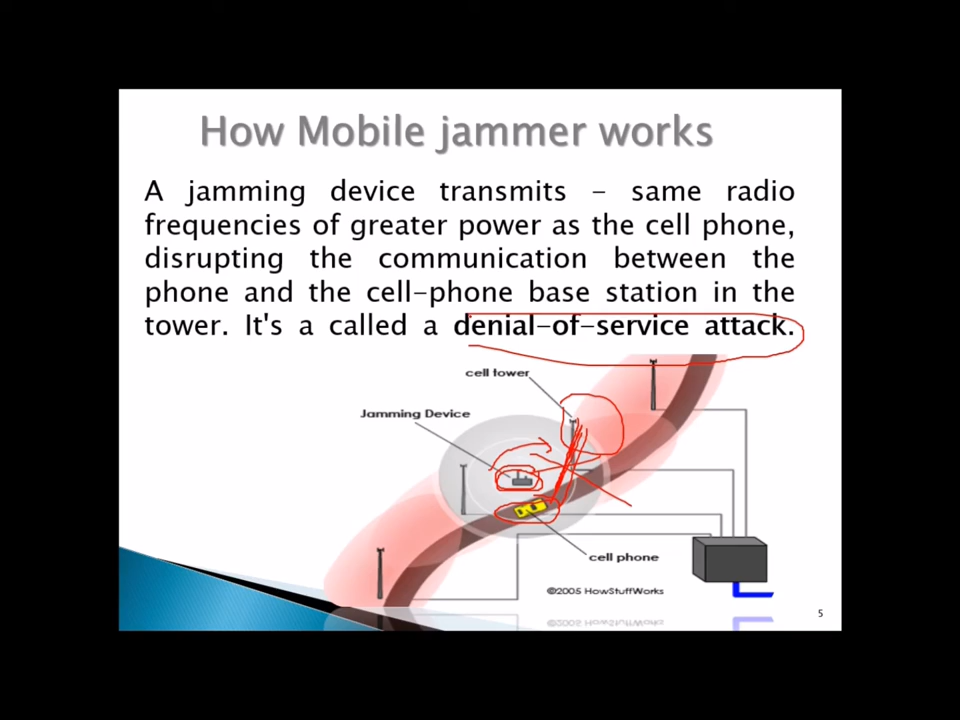 How Mobile jammer works
A jamming device transmits – same radio
frequencies of greater power as the cell phone,
disrupting the communication between the
phone and the cell-phone base station in the
tower. It's a called a denial-of-service attack.
cell tower
Jamming Device
cell phone
©2005 HowStuffWorks
5